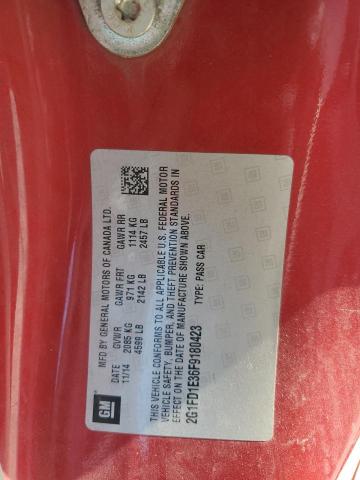 MFD BY GENERAL MOTORS OF CANADA LTD.
11/14 GVWR GAWR FRT GAWR RR
2085 KG 971 KG 1114 KG
4599 LB 2142 LB 2457 LB
THIS VEHICLE CONFORMS TO ALL APPLICABLE U.S. FEDERAL MOTOR
VEHICLE SAFETY, BUMPER, AND THEFT PREVENTION STANDARDS IN
EFFECT ON THE DATE OF MANUFACTURE SHOWN ABOVE.
2G1FD1E36F9180423 TYPE: PASS CAR
GM